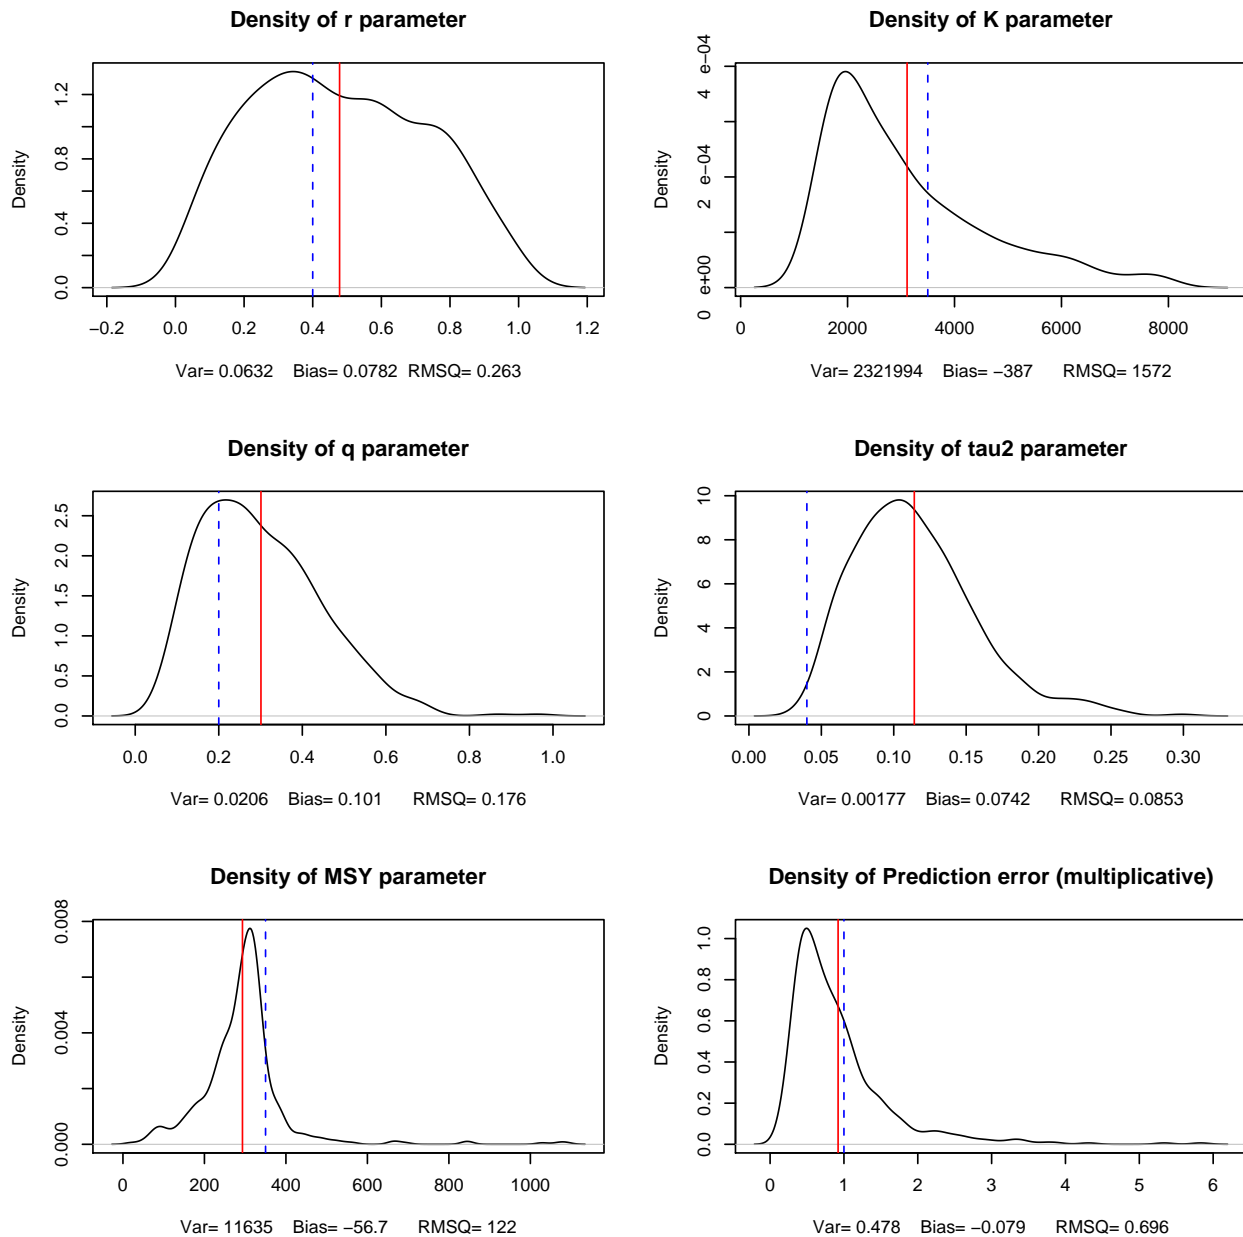 Density of r parameter
Density
0.0 0.4 0.8 1.2
−0.2 0.0 0.2 0.4 0.6 0.8 1.0 1.2
Var= 0.0632 Bias= 0.0782 RMSQ= 0.263
Density of K parameter
Density
0 e+00 2 e−04 4 e−04
0 2000 4000 6000 8000
Var= 2321994 Bias= −387 RMSQ= 1572
Density of q parameter
Density
0.0 0.5 1.0 1.5 2.0 2.5
0.0 0.2 0.4 0.6 0.8 1.0
Var= 0.0206 Bias= 0.101 RMSQ= 0.176
Density of tau2 parameter
Density
0 2 4 6 8 10
0.00 0.05 0.10 0.15 0.20 0.25 0.30
Var= 0.00177 Bias= 0.0742 RMSQ= 0.0853
Density of MSY parameter
Density
0.000 0.004 0.008
0 200 400 600 800 1000
Var= 11635 Bias= −56.7 RMSQ= 122
Density of Prediction error (multiplicative)
Density
0.0 0.2 0.4 0.6 0.8 1.0
0 1 2 3 4 5 6
Var= 0.478 Bias= −0.079 RMSQ= 0.696